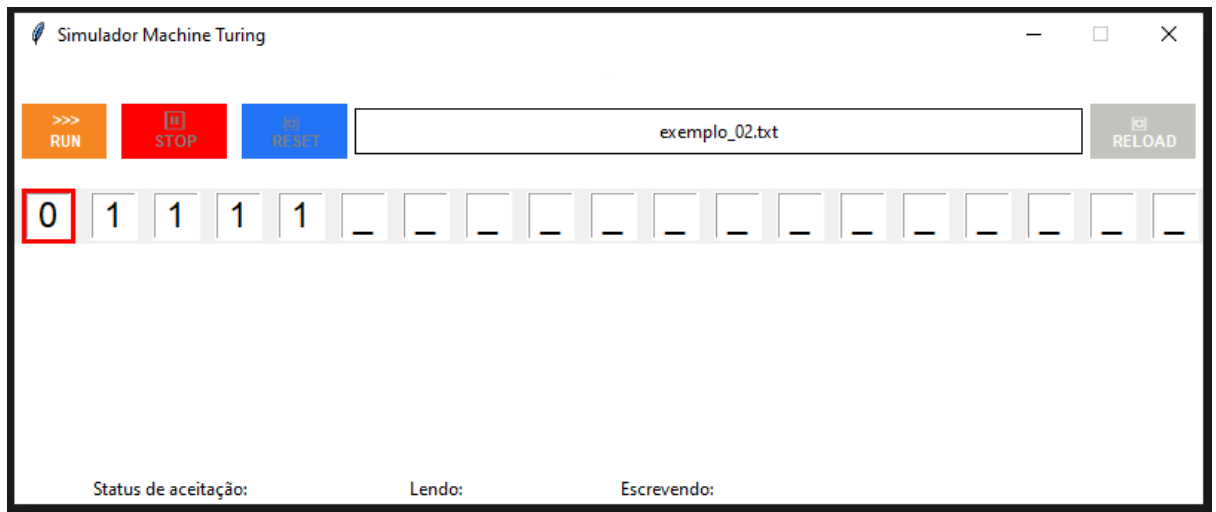 Simulador Machine Turing
>>>
RUN
STOP
RESET
exemplo_02.txt
RELOAD
0 1 1 1 1 _ _ _ _ _ _ _ _ _ _ _ _ _ _
Status de aceitação:
Lendo:
Escrevendo: